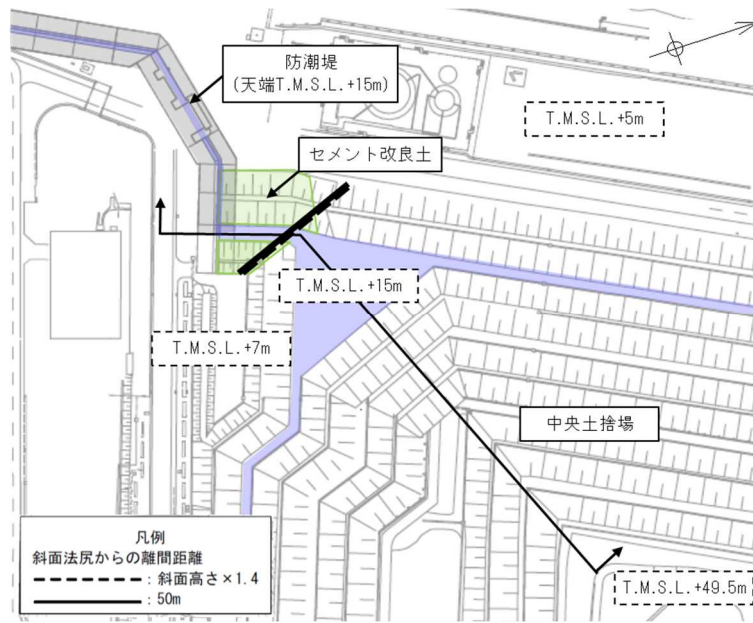 防潮堤
(天端T.M.S.L.+15m)
T.M.S.L.+5m
セメント改良土
T.M.S.L.+15m
T.M.S.L.+7m
中央土捨場
凡例
斜面法尻からの離間距離
:斜面高さ×1.4
:50m
T.M.S.L.+49.5m